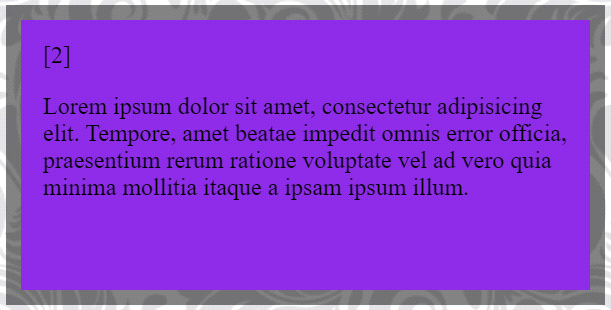 [2]
Lorem ipsum dolor sit amet, consectetur adipisicing
elit. Tempore, amet beatae impedit omnis error officia,
praesentium rerum ratione voluptate vel ad vero quia
minima mollitia itaque a ipsam ipsum illum.